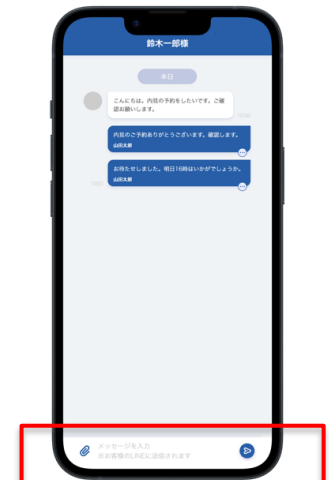 鈴木一郎様
本日
こんにちは。内見の予約をしたいです。ご確
認お願いします。
内見のご予約ありがとうございます。確認します。
山田太郎
お待たせしました。明日16時はいかがでしょうか。
山田太郎
メッセージを入力
※お客様のLINEに送信されます